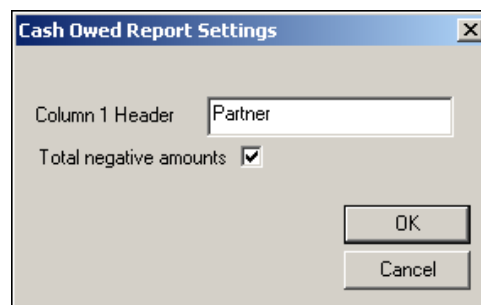 Cash Owed Report Settings
Column 1 Header Partner
Total negative amounts
OK
Cancel